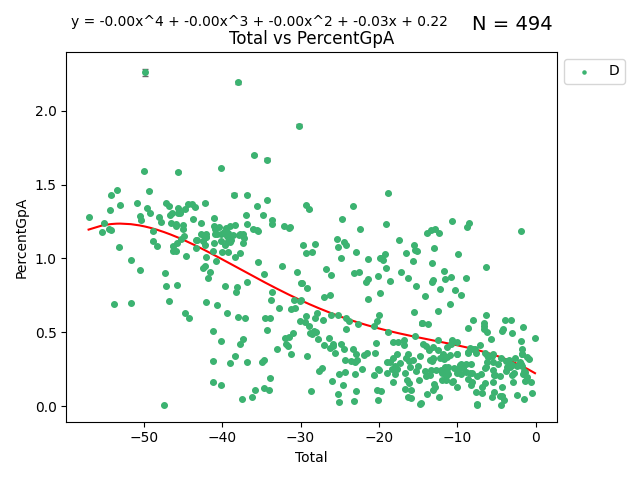 y = -0.00x^4 + -0.00x^3 + -0.00x^2 + -0.03x + 0.22
N = 494
Total vs PercentGpA
D
PercentGpA
2.0
1.5
1.0
0.5
0.0
−50
−40
−30
−20
−10
0
Total